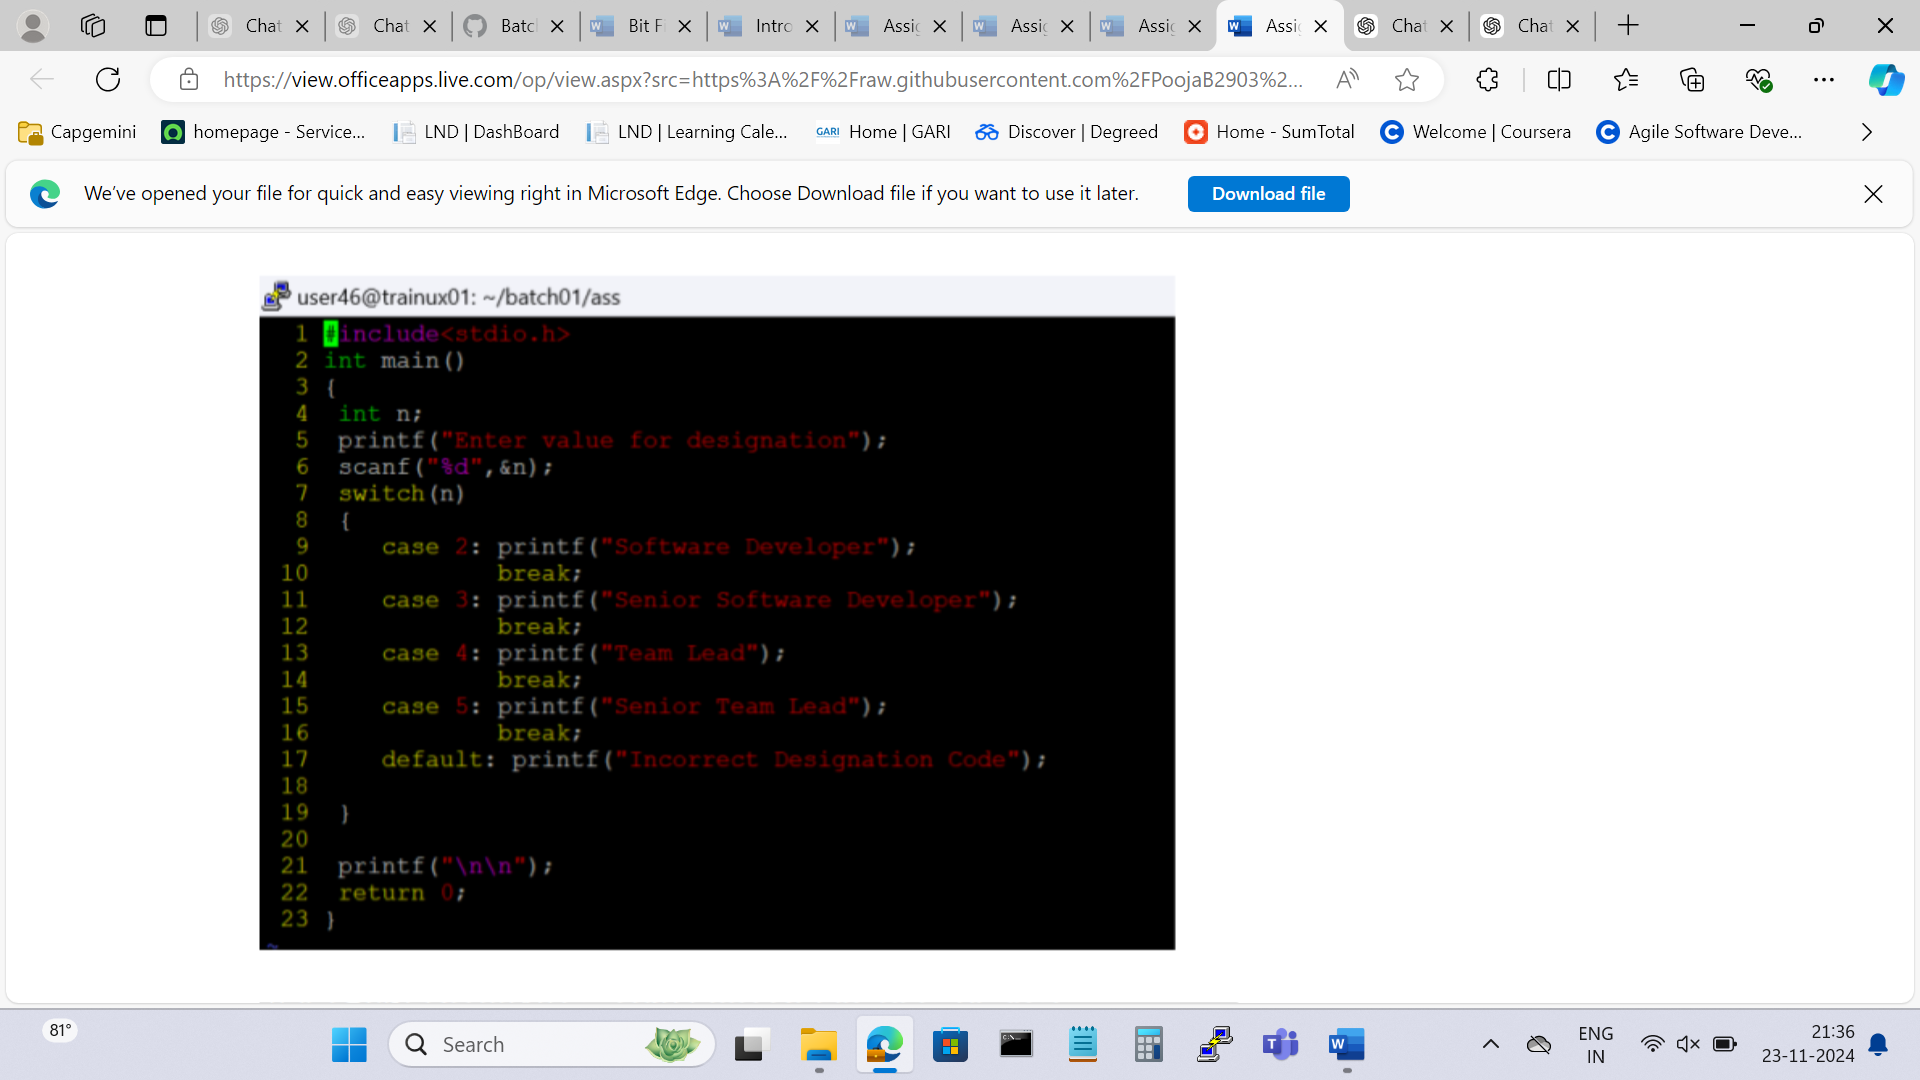 Chat
Chat
Batc
Bit Fi
Intro
Assig
Assig
Assig
Assig
Chat
Chat
https://view.officeapps.live.com/op/view.aspx?src=https%3A%2F%2Fraw.githubusercontent.com%2FPoojaB2903%2...
Capgemini
homepage - Service...
LND | DashBoard
LND | Learning Cale...
GARI Home | GARI
Discover | Degreed
Home - SumTotal
Welcome | Coursera
Agile Software Deve...
We've opened your file for quick and easy viewing right in Microsoft Edge. Choose Download file if you want to use it later.
Download file
user46@trainux01: ~/batch01/ass
1 #include<stdio.h>
2 int main()
3 {
4 int n;
5 printf("Enter value for designation");
6 scanf("%d",&n);
7 switch(n)
8 {
9 case 2: printf("Software Developer");
10 break;
11 case 3: printf("Senior Software Developer");
12 break;
13 case 4: printf("Team Lead");
14 break;
15 case 5: printf("Senior Team Lead");
16 break;
17 default: printf("Incorrect Designation Code");
18
19 }
20
21 printf("\n\n");
22 return 0;
23 }
~
81°
Search
ENG
IN
21:36
23-11-2024